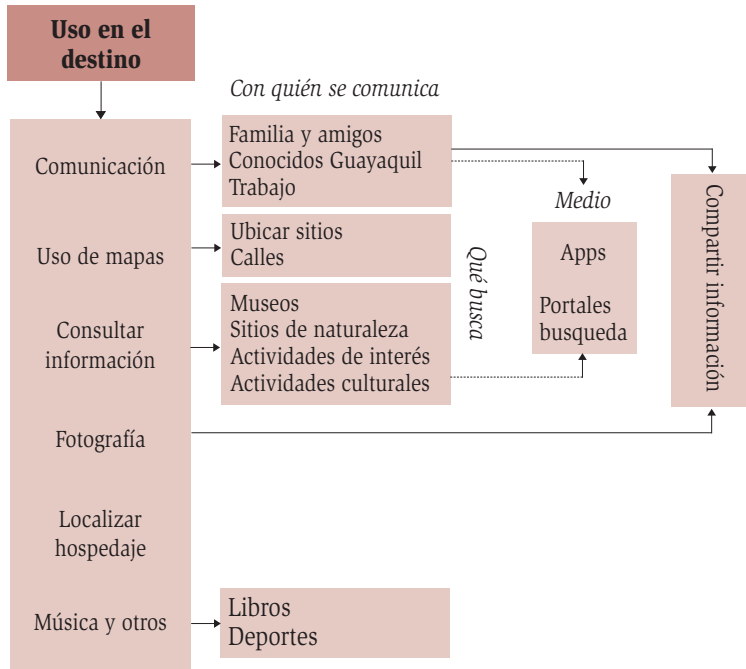 Uso en el
destino
Con quién se comunica
Comunicación
Familia y amigos
Conocidos Guayaquil
Trabajo
Uso de mapas
Ubicar sitios
Calles
Consultar
información
Museos
Sitios de naturaleza
Actividades de interés
Actividades culturales
Qué busca
Medio
Apps
Portales
busqueda
Compartir información
Fotografía
Localizar
hospedaje
Música y otros
Libros
Deportes